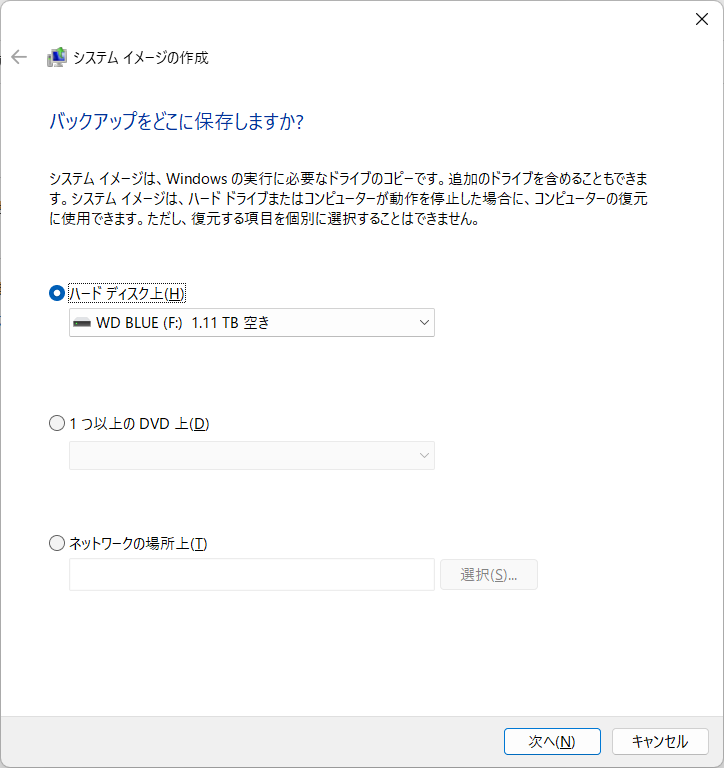 システム イメージの作成
バックアップをどこに保存しますか?
システム イメージは、Windows の実行に必要なドライブのコピーです。追加のドライブを含めることもできま
す。システム イメージは、ハード ドライブまたはコンピューターが動作を停止した場合に、コンピューターの復元
に使用できます。ただし、復元する項目を個別に選択することはできません。
ハード ディスク上(H)
WD BLUE (F:)  1.11 TB 空き
1 つ以上の DVD 上(D)
ネットワークの場所上(T)
選択(S)...
次へ(N)
キャンセル